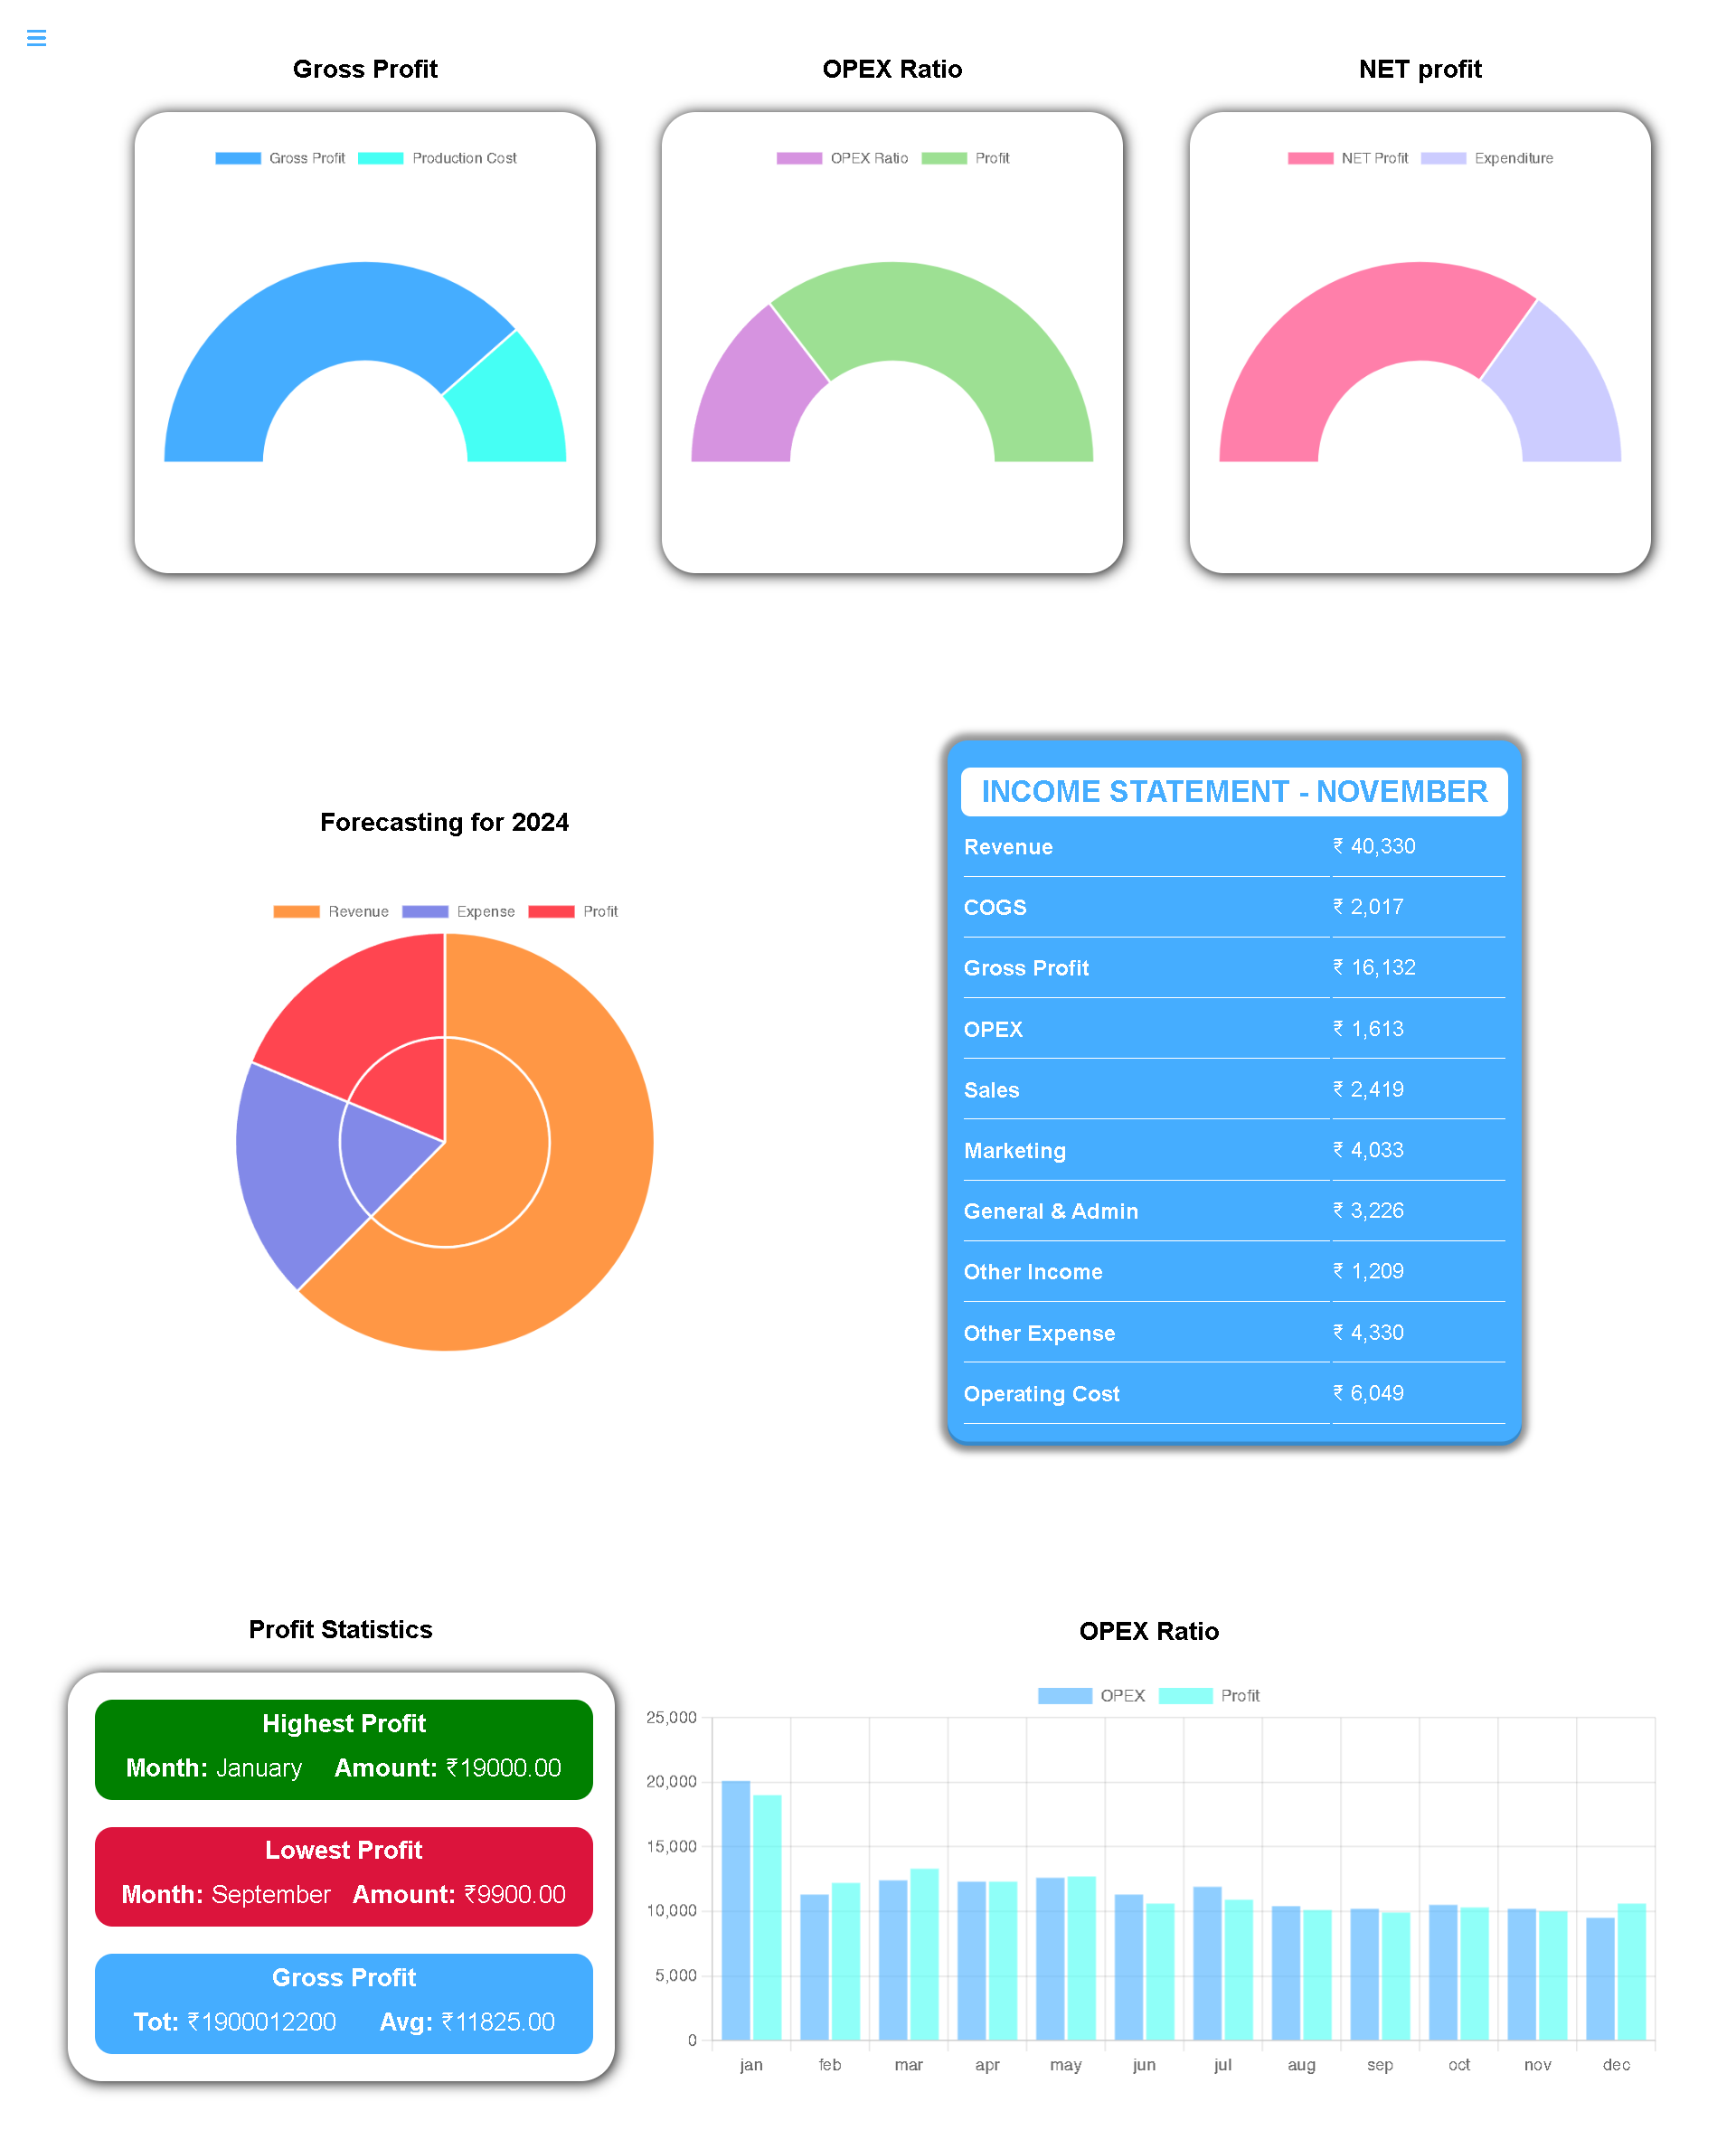 Gross Profit
OPEX Ratio
NET profit
Gross Profit Production Cost
OPEX Ratio Profit
NET Profit Expenditure
Forecasting for 2024
Revenue Expense Profit
INCOME STATEMENT - NOVEMBER
Revenue ₹ 40,330
COGS ₹ 2,017
Gross Profit ₹ 16,132
OPEX ₹ 1,613
Sales ₹ 2,419
Marketing ₹ 4,033
General & Admin ₹ 3,226
Other Income ₹ 1,209
Other Expense ₹ 4,330
Operating Cost ₹ 6,049
Profit Statistics
Highest Profit
Month: January Amount: ₹19000.00
Lowest Profit
Month: September Amount: ₹9900.00
Gross Profit
Tot: ₹1900012200 Avg: ₹11825.00
OPEX Ratio
OPEX Profit
25,000
20,000
15,000
10,000
5,000
0
jan feb mar apr may jun jul aug sep oct nov dec